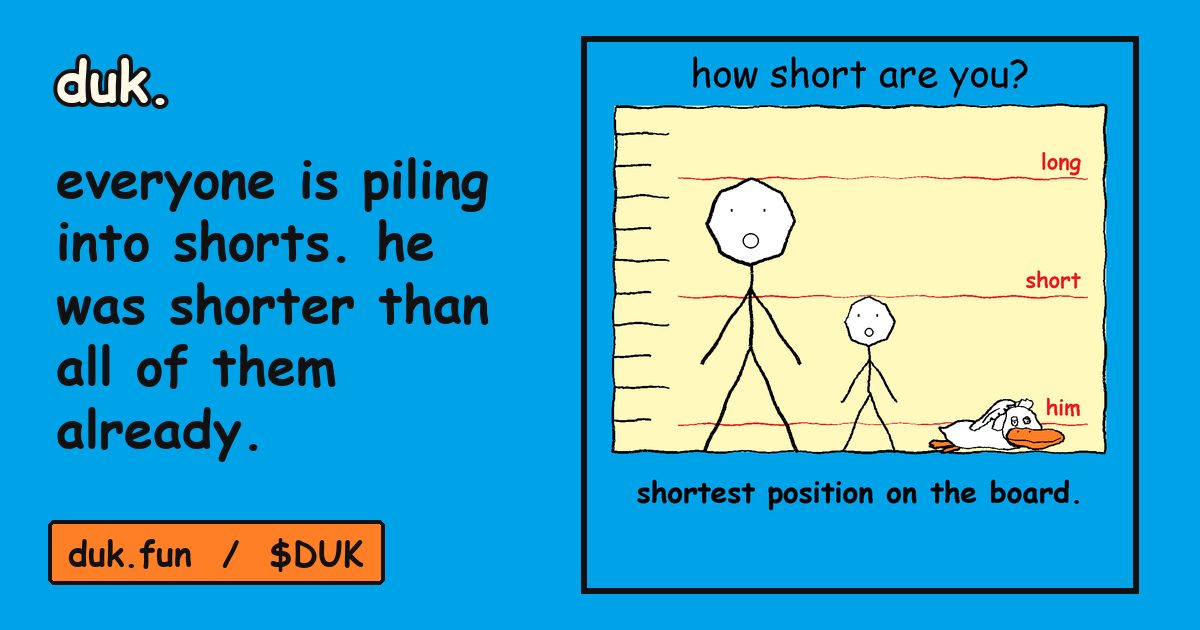 duk.
everyone is piling
into shorts. he
was shorter than
all of them
already.
duk.fun / $DUK
how short are you?
long
short
him
shortest position on the board.